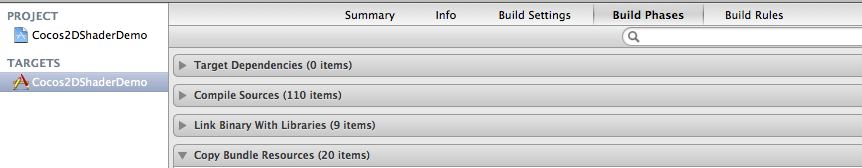 PROJECT
Cocos2DShaderDemo
TARGETS
Cocos2DShaderDemo
Summary Info Build Settings Build Phases Build Rules
Target Dependencies (0 items)
Compile Sources (110 items)
Link Binary With Libraries (9 items)
Copy Bundle Resources (20 items)